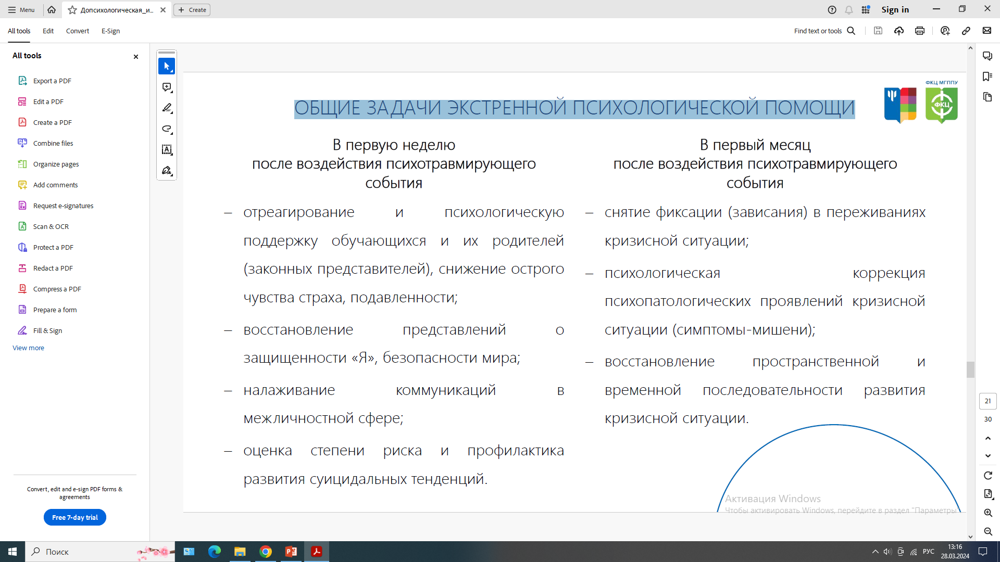 Menu
Допсихологическая_и...
Create
Sign in
All tools
Edit
Convert
E-Sign
Find text or tools
All tools
Export a PDF
Edit a PDF
Create a PDF
Combine files
Organize pages
Add comments
Request e-signatures
Scan & OCR
Protect a PDF
Redact a PDF
Compress a PDF
Prepare a form
Fill & Sign
View more
Convert, edit and e-sign PDF forms &
agreements
Free 7-day trial
ФКЦ МГППУ
ФКЦ
ОБЩИЕ ЗАДАЧИ ЭКСТРЕННОЙ ПСИХОЛОГИЧЕСКОЙ ПОМОЩИ
В первую неделю
после воздействия психотравмирующего
события
– отреагирование и психологическую
поддержку обучающихся и их родителей
(законных представителей), снижение острого
чувства страха, подавленности;
– восстановление представлений о
защищенности «Я», безопасности мира;
– налаживание коммуникаций в
межличностной сфере;
– оценка степени риска и профилактика
развития суицидальных тенденций.
В первый месяц
после воздействия психотравмирующего
события
– снятие фиксации (зависания) в переживаниях
кризисной ситуации;
– психологическая коррекция
психопатологических проявлений кризисной
ситуации (симптомы-мишени);
– восстановление пространственной и
временной последовательности развития
кризисной ситуации.
Активация Windows
Чтобы активировать Windows, перейдите в раздел "Параметры"
21
30
Поиск
РУС
13:16
28.03.2024